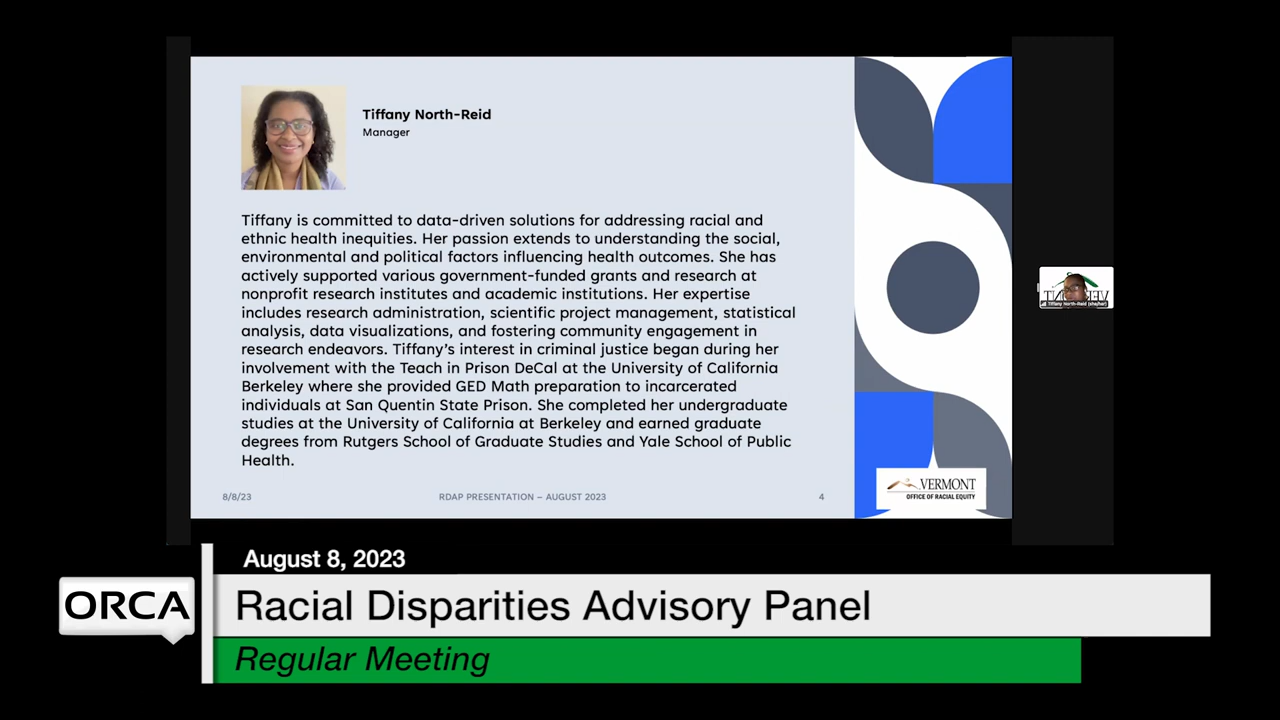 Tiffany North-Reid
Manager
Tiffany is committed to data-driven solutions for addressing racial and
ethnic health inequities. Her passion extends to understanding the social,
environmental and political factors influencing health outcomes. She has
actively supported various government-funded grants and research at
nonprofit research institutes and academic institutions. Her expertise
includes research administration, scientific project management, statistical
analysis, data visualizations, and fostering community engagement in
research endeavors. Tiffany's interest in criminal justice began during her
involvement with the Teach in Prison DeCal at the University of California
Berkeley where she provided GED Math preparation to incarcerated
individuals at San Quentin State Prison. She completed her undergraduate
studies at the University of California at Berkeley and earned graduate
degrees from Rutgers School of Graduate Studies and Yale School of Public
Health.
8/8/23
RDAP PRESENTATION – AUGUST 2023
4
VERMONT
OFFICE OF RACIAL EQUITY
Tiffany North-Reid (she/her)
August 8, 2023
ORCA
Racial Disparities Advisory Panel
Regular Meeting